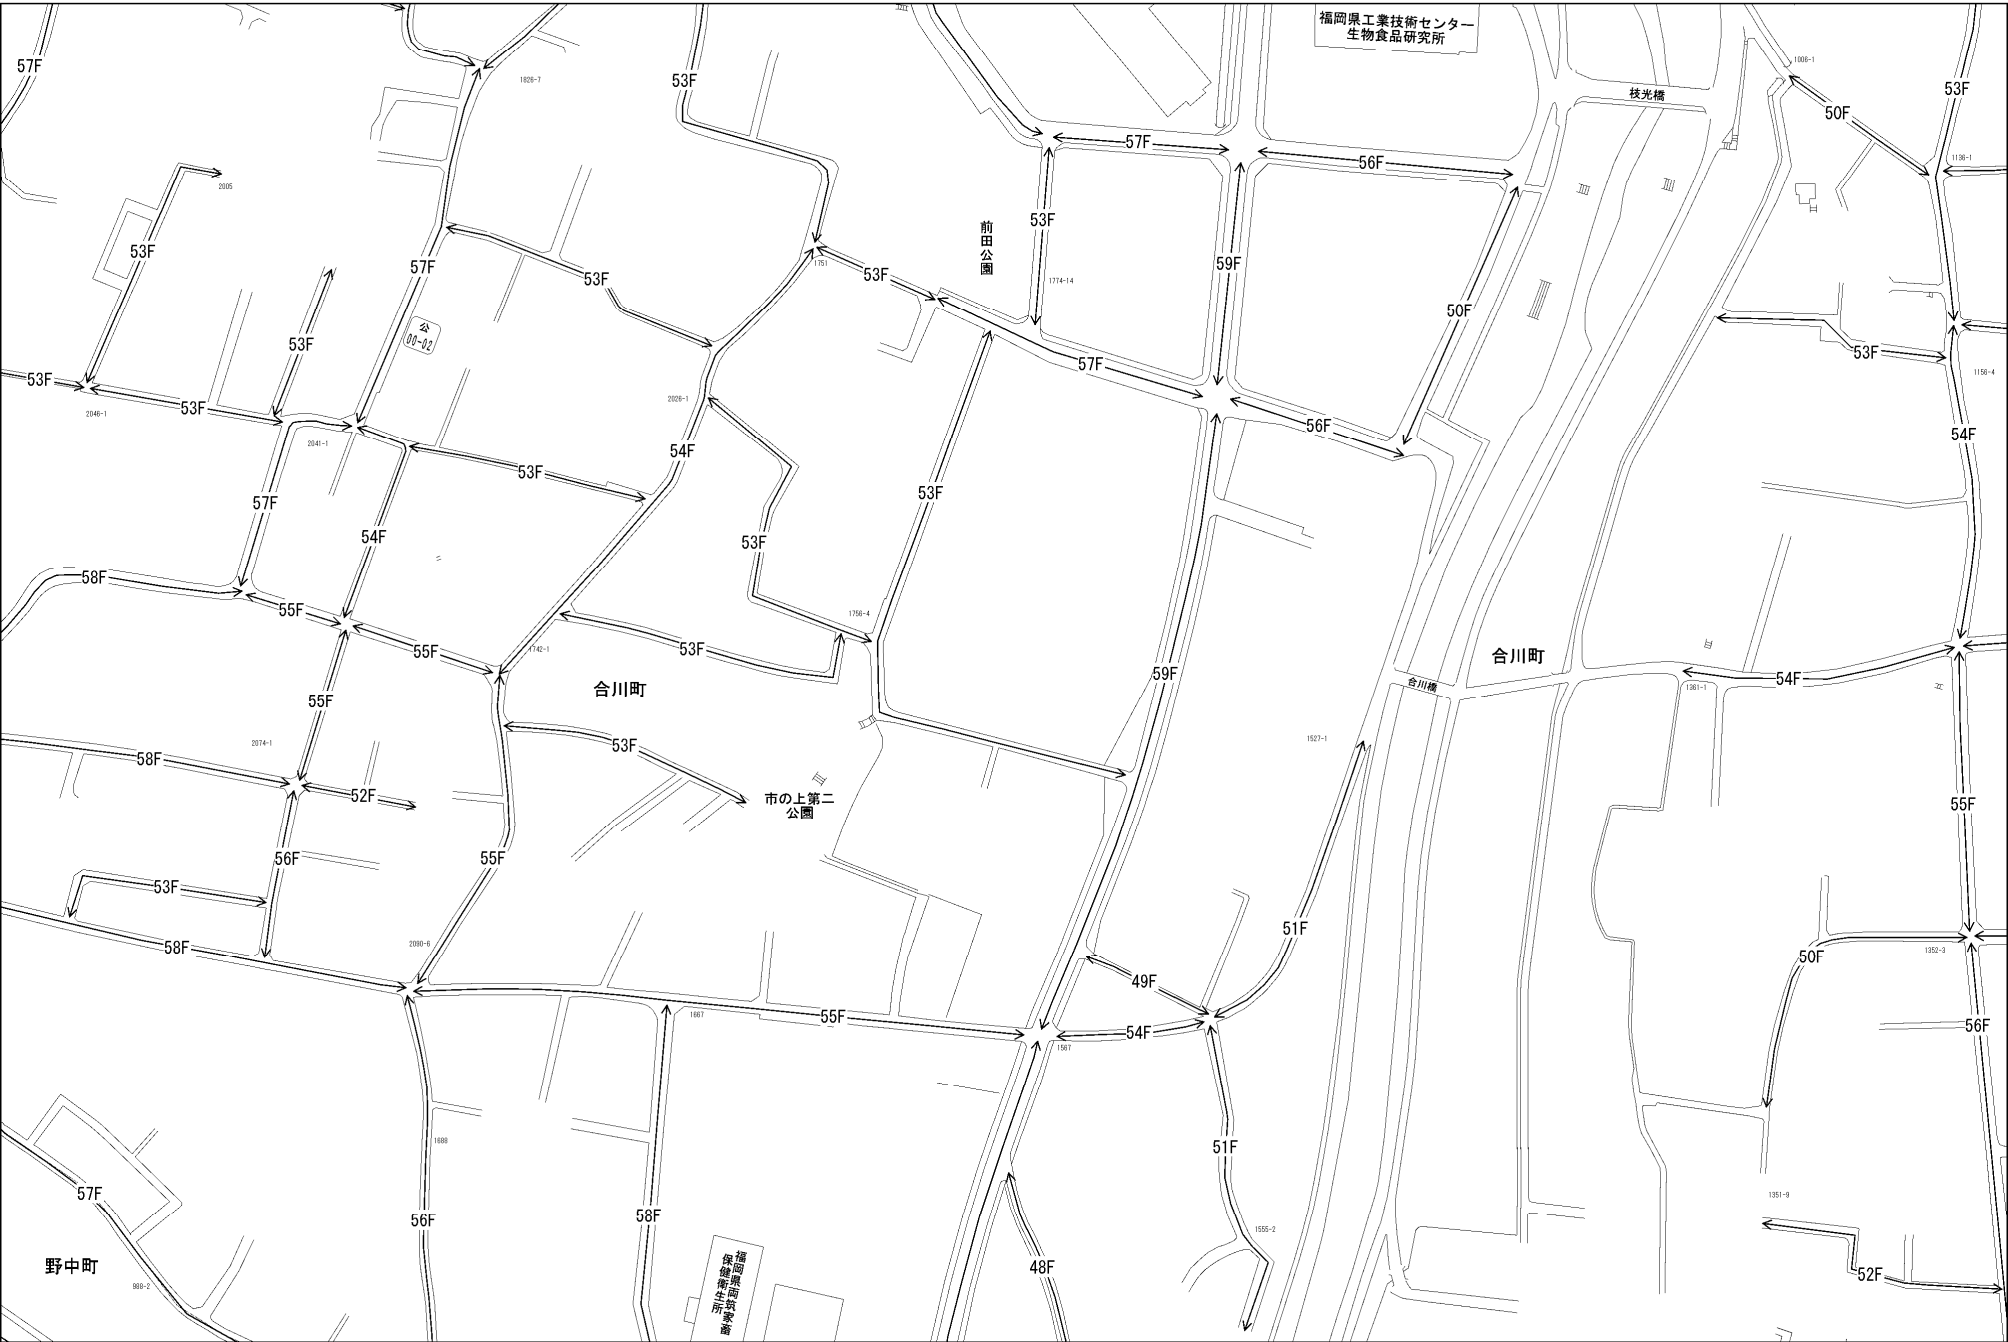 福岡県工業技術センター
生物食品研究所
57F
1826-7
53F
1006-1
53F
枝光橋
50F
57F
56F
1136-1
2005
53F
53F
前田公園
57F
53F
53F
1751
53F
1774-14
59F
公
00-02
50F
53F
53F
57F
53F
1156-4
53F
53F
2046-1
2026-1
2041-1
56F
54F
54F
53F
57F
53F
54F
53F
58F
55F
1756-4
55F
1742-1
53F
合川町
合川町
59F
合川橋
1361-1
54F
55F
2074-1
53F
1527-1
58F
52F
市の上第二
公園
55F
56F
55F
53F
58F
2090-6
51F
50F
1352-3
49F
1667
55F
54F
1567
56F
1688
51F
57F
56F
58F
1351-9
1555-2
野中町
988-2
福岡県両筑家畜
保健衛生所
48F
52F